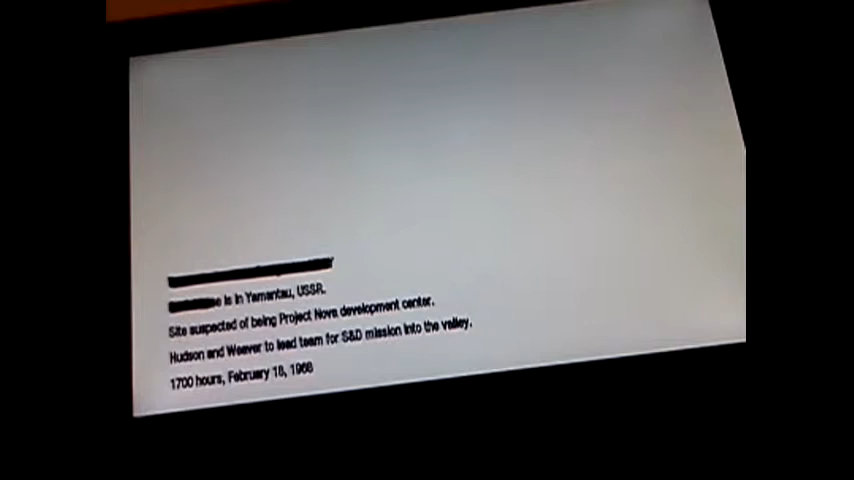 is in Yamantau, USSR.
Site suspected of being Project Nova development center.
Hudson and Weaver to lead team for S&D mission into the valley.
1700 hours, February 18, 1968